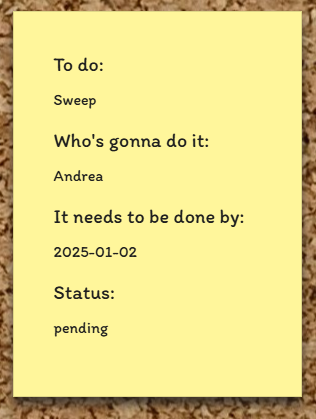 To do:
Sweep
Who's gonna do it:
Andrea
It needs to be done by:
2025-01-02
Status:
pending